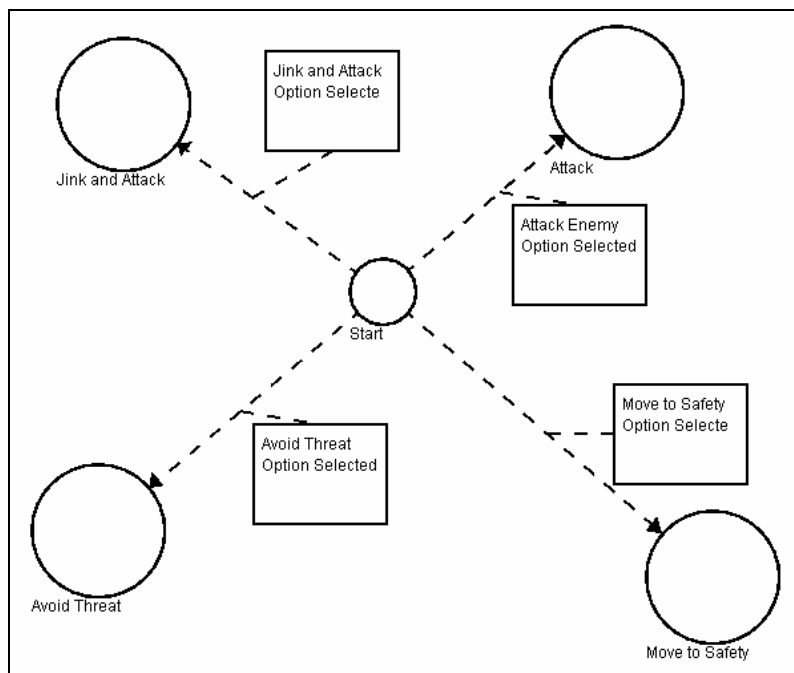 Jink and Attack
Option Selecte
Jink and Attack
Attack
Attack Enemy
Option Selected
Start
Move to Safety
Option Selecte
Avoid Threat
Option Selected
Avoid Threat
Move to Safety